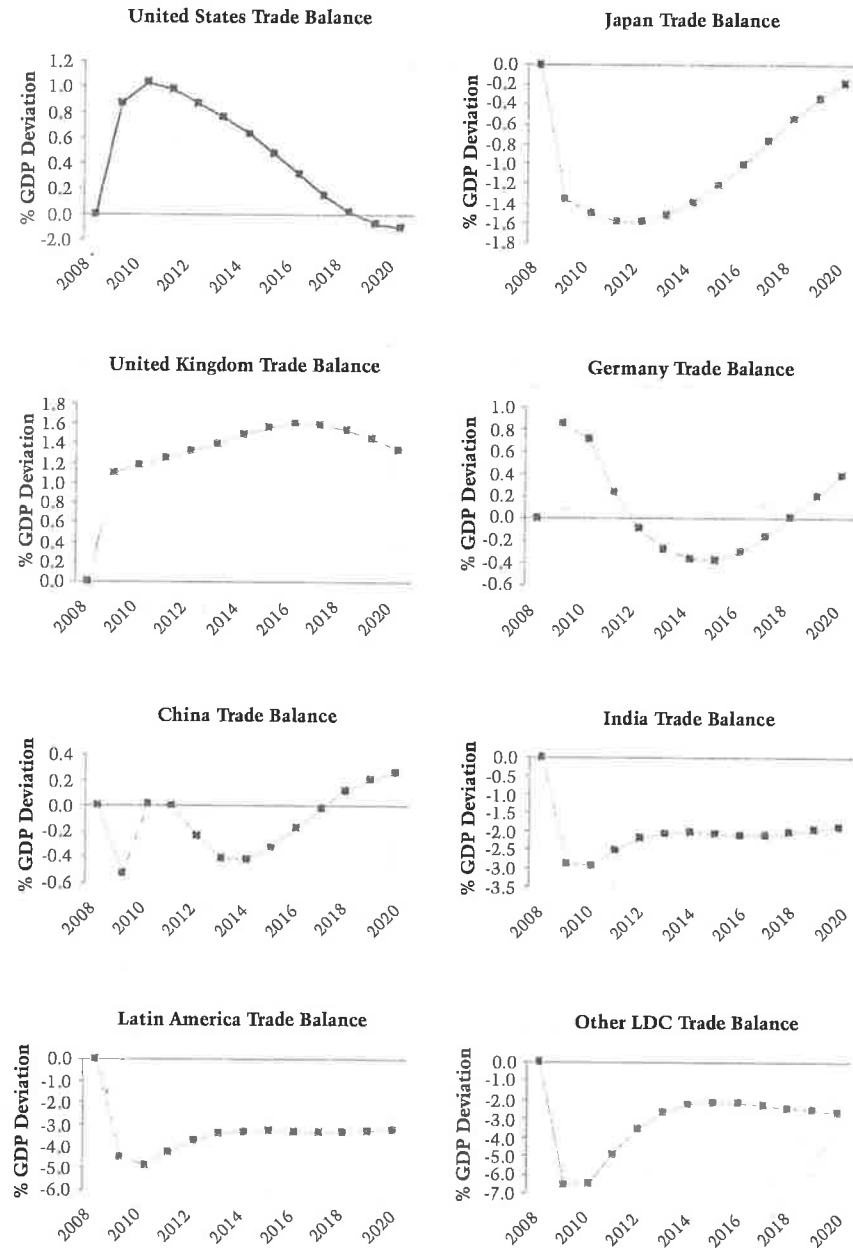 United States Trade Balance
% GDP Deviation
1.2
1.0
0.8
0.6
0.4
0.2
0.0
-2.0
2008 2010 2012 2014 2016 2018 2020
Japan Trade Balance
% GDP Deviation
0.0
-0.2
-0.4
-0.6
-0.8
-1.0
-1.2
-1.4
-1.6
-1.8
2008 2010 2012 2014 2016 2018 2020
United Kingdom Trade Balance
% GDP Deviation
1.8
1.6
1.4
1.2
1.0
0.8
0.6
0.4
0.2
0.0
2008 2010 2012 2014 2016 2018 2020
Germany Trade Balance
% GDP Deviation
1.0
0.8
0.6
0.4
0.2
0.0
-0.2
-0.4
-0.6
2008 2010 2012 2014 2016 2018 2020
China Trade Balance
% GDP Deviation
0.4
0.2
0.0
-0.2
-0.4
-0.6
2008 2010 2012 2014 2016 2018 2020
India Trade Balance
% GDP Deviation
0.0
-0.5
-1.0
-1.5
-2.0
-2.5
-3.0
-3.5
2008 2010 2012 2014 2016 2018 2020
Latin America Trade Balance
% GDP Deviation
0.0
-1.0
-2.0
-3.0
-4.0
-5.0
-6.0
2008 2010 2012 2014 2016 2018 2020
Other LDC Trade Balance
% GDP Deviation
0.0
-1.0
-2.0
-3.0
-4.0
-5.0
-6.0
-7.0
2008 2010 2012 2014 2016 2018 2020